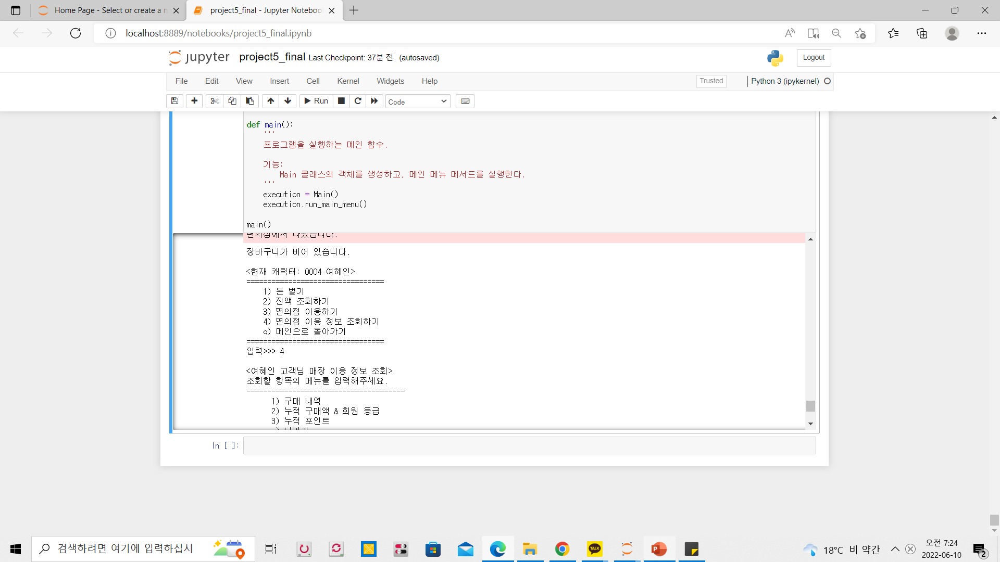 Home Page - Select or create a n
project5_final - Jupyter Noteboo
localhost:8889/notebooks/project5_final.ipynb
jupyter project5_final Last Checkpoint: 37분 전 (autosaved)
Logout
File Edit View Insert Cell Kernel Widgets Help
Trusted
Python 3 (ipykernel)
Run
Code
def main():
'''
프로그램을 실행하는 메인 함수.
기능:
Main 클래스의 객체를 생성하고, 메인 메뉴 메서드를 실행한다.
'''
execution = Main()
execution.run_main_menu()
main()
편의점에서 나왔습니다.
장바구니가 비어 있습니다.
<현재 캐릭터: 0004 여혜인>
=================================
1) 돈 벌기
2) 잔액 조회하기
3) 편의점 이용하기
4) 편의점 이용 정보 조회하기
q) 메인으로 돌아가기
=================================
입력>>> 4
<여혜인 고객님 매장 이용 정보 조회>
조회할 항목의 메뉴를 입력해주세요.
--------------------------------------
1) 구매 내역
2) 누적 구매액 & 회원 등급
3) 누적 포인트
In [ ]:
검색하려면 여기에 입력하십시
TALK
18°C 비 약간
오전 7:24
2022-06-10
2